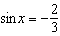 sin x = −2/3